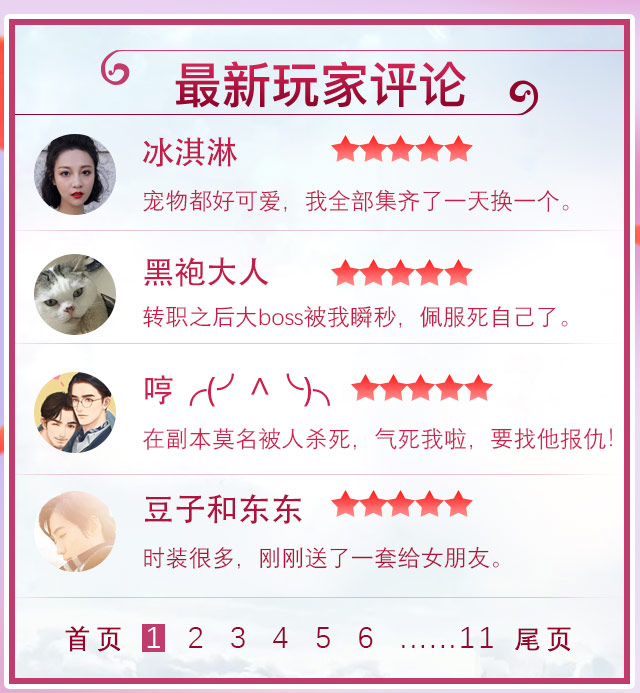 最新玩家评论
冰淇淋
宠物都好可爱，我全部集齐了一天换一个。
黑袍大人
转职之后大boss被我瞬秒，佩服死自己了。
哼╭(╯^╰)╮
在副本莫名被人杀死，气死我啦，要找他报仇!
豆子和东东
时装很多，刚刚送了一套给女朋友。
首页 1 2 3 4 5 6 ......11 尾页